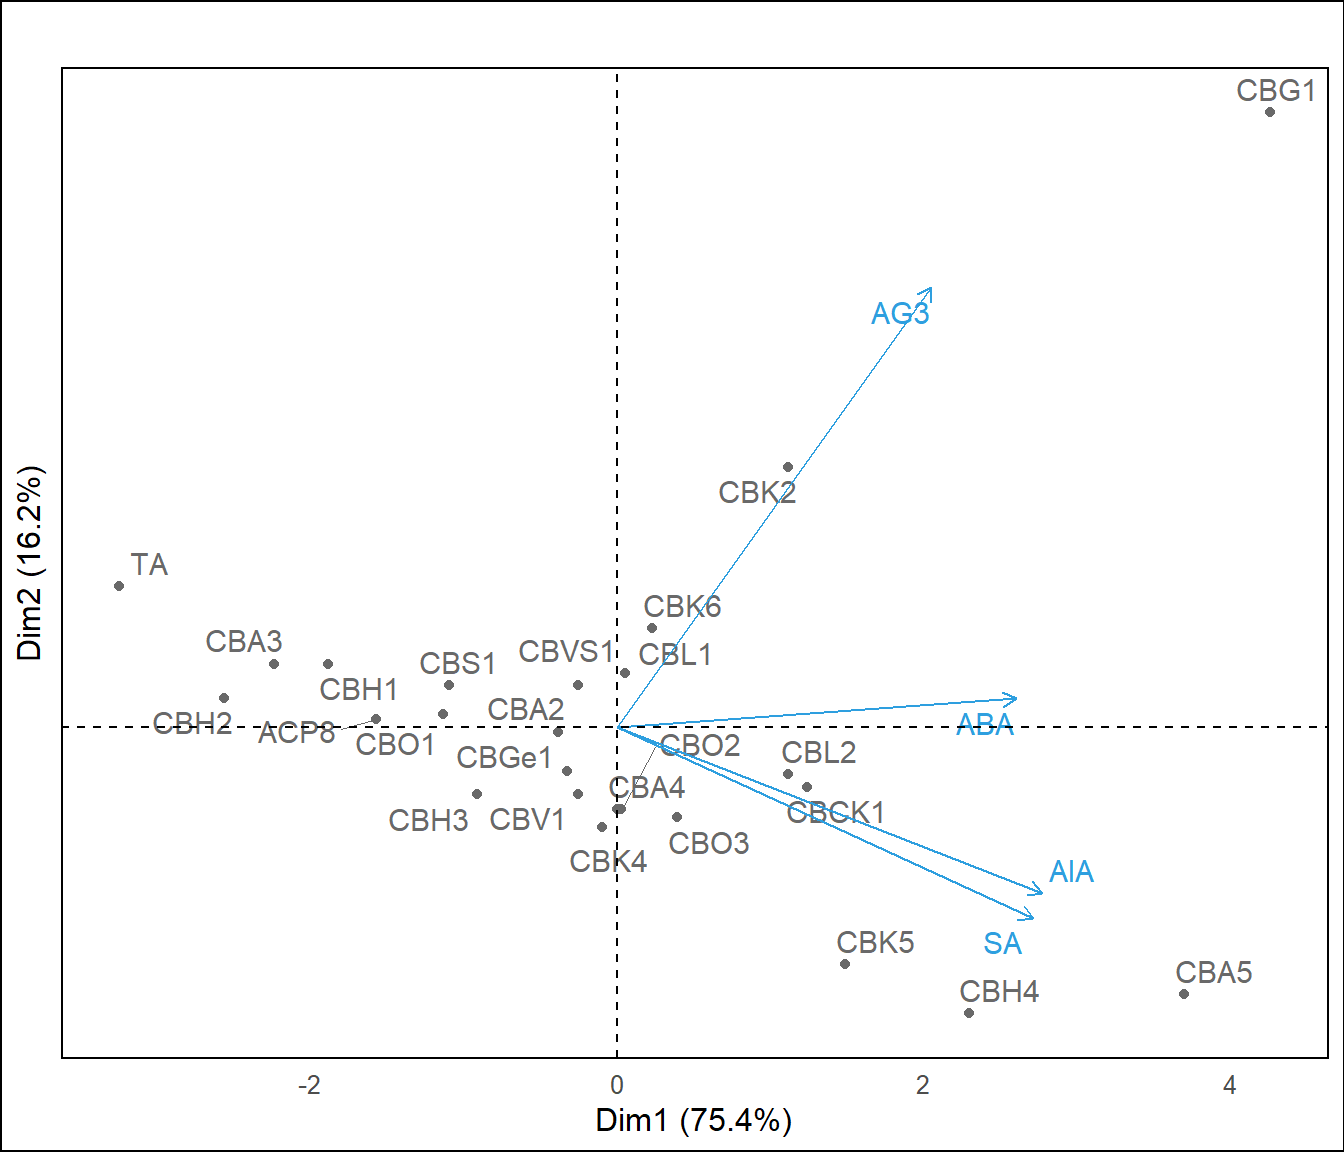 CBG1
AG3
CBK2
TA
CBK6
CBA3
CBVS1
CBL1
CBS1
CBH1
CBA2
CBH2
ACP8
CBO1
ABA
CBO2
CBL2
CBGe1
CBA4
CBH3
CBV1
CBCK1
CBO3
CBK4
AIA
CBK5
SA
CBA5
CBH4
-2 0 2 4
Dim1 (75.4%)
Dim2 (16.2%)